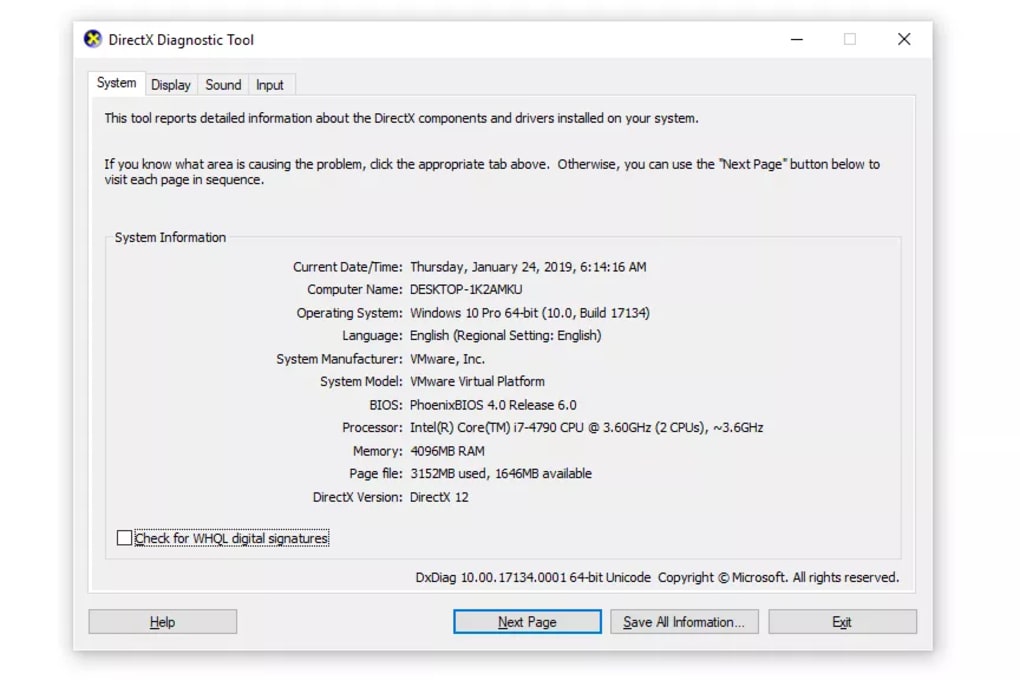 DirectX Diagnostic Tool
System Display Sound Input
This tool reports detailed information about the DirectX components and drivers installed on your system.
If you know what area is causing the problem, click the appropriate tab above.  Otherwise, you can use the "Next Page" button below to
visit each page in sequence.
System Information
Current Date/Time: Thursday, January 24, 2019, 6:14:16 AM
Computer Name: DESKTOP-1K2AMKU
Operating System: Windows 10 Pro 64-bit (10.0, Build 17134)
Language: English (Regional Setting: English)
System Manufacturer: VMware, Inc.
System Model: VMware Virtual Platform
BIOS: PhoenixBIOS 4.0 Release 6.0
Processor: Intel(R) Core(TM) i7-4790 CPU @ 3.60GHz (2 CPUs), ~3.6GHz
Memory: 4096MB RAM
Page file: 3152MB used, 1646MB available
DirectX Version: DirectX 12
Check for WHQL digital signatures
DxDiag 10.00.17134.0001 64-bit Unicode  Copyright © Microsoft. All rights reserved.
Help Next Page Save All Information... Exit